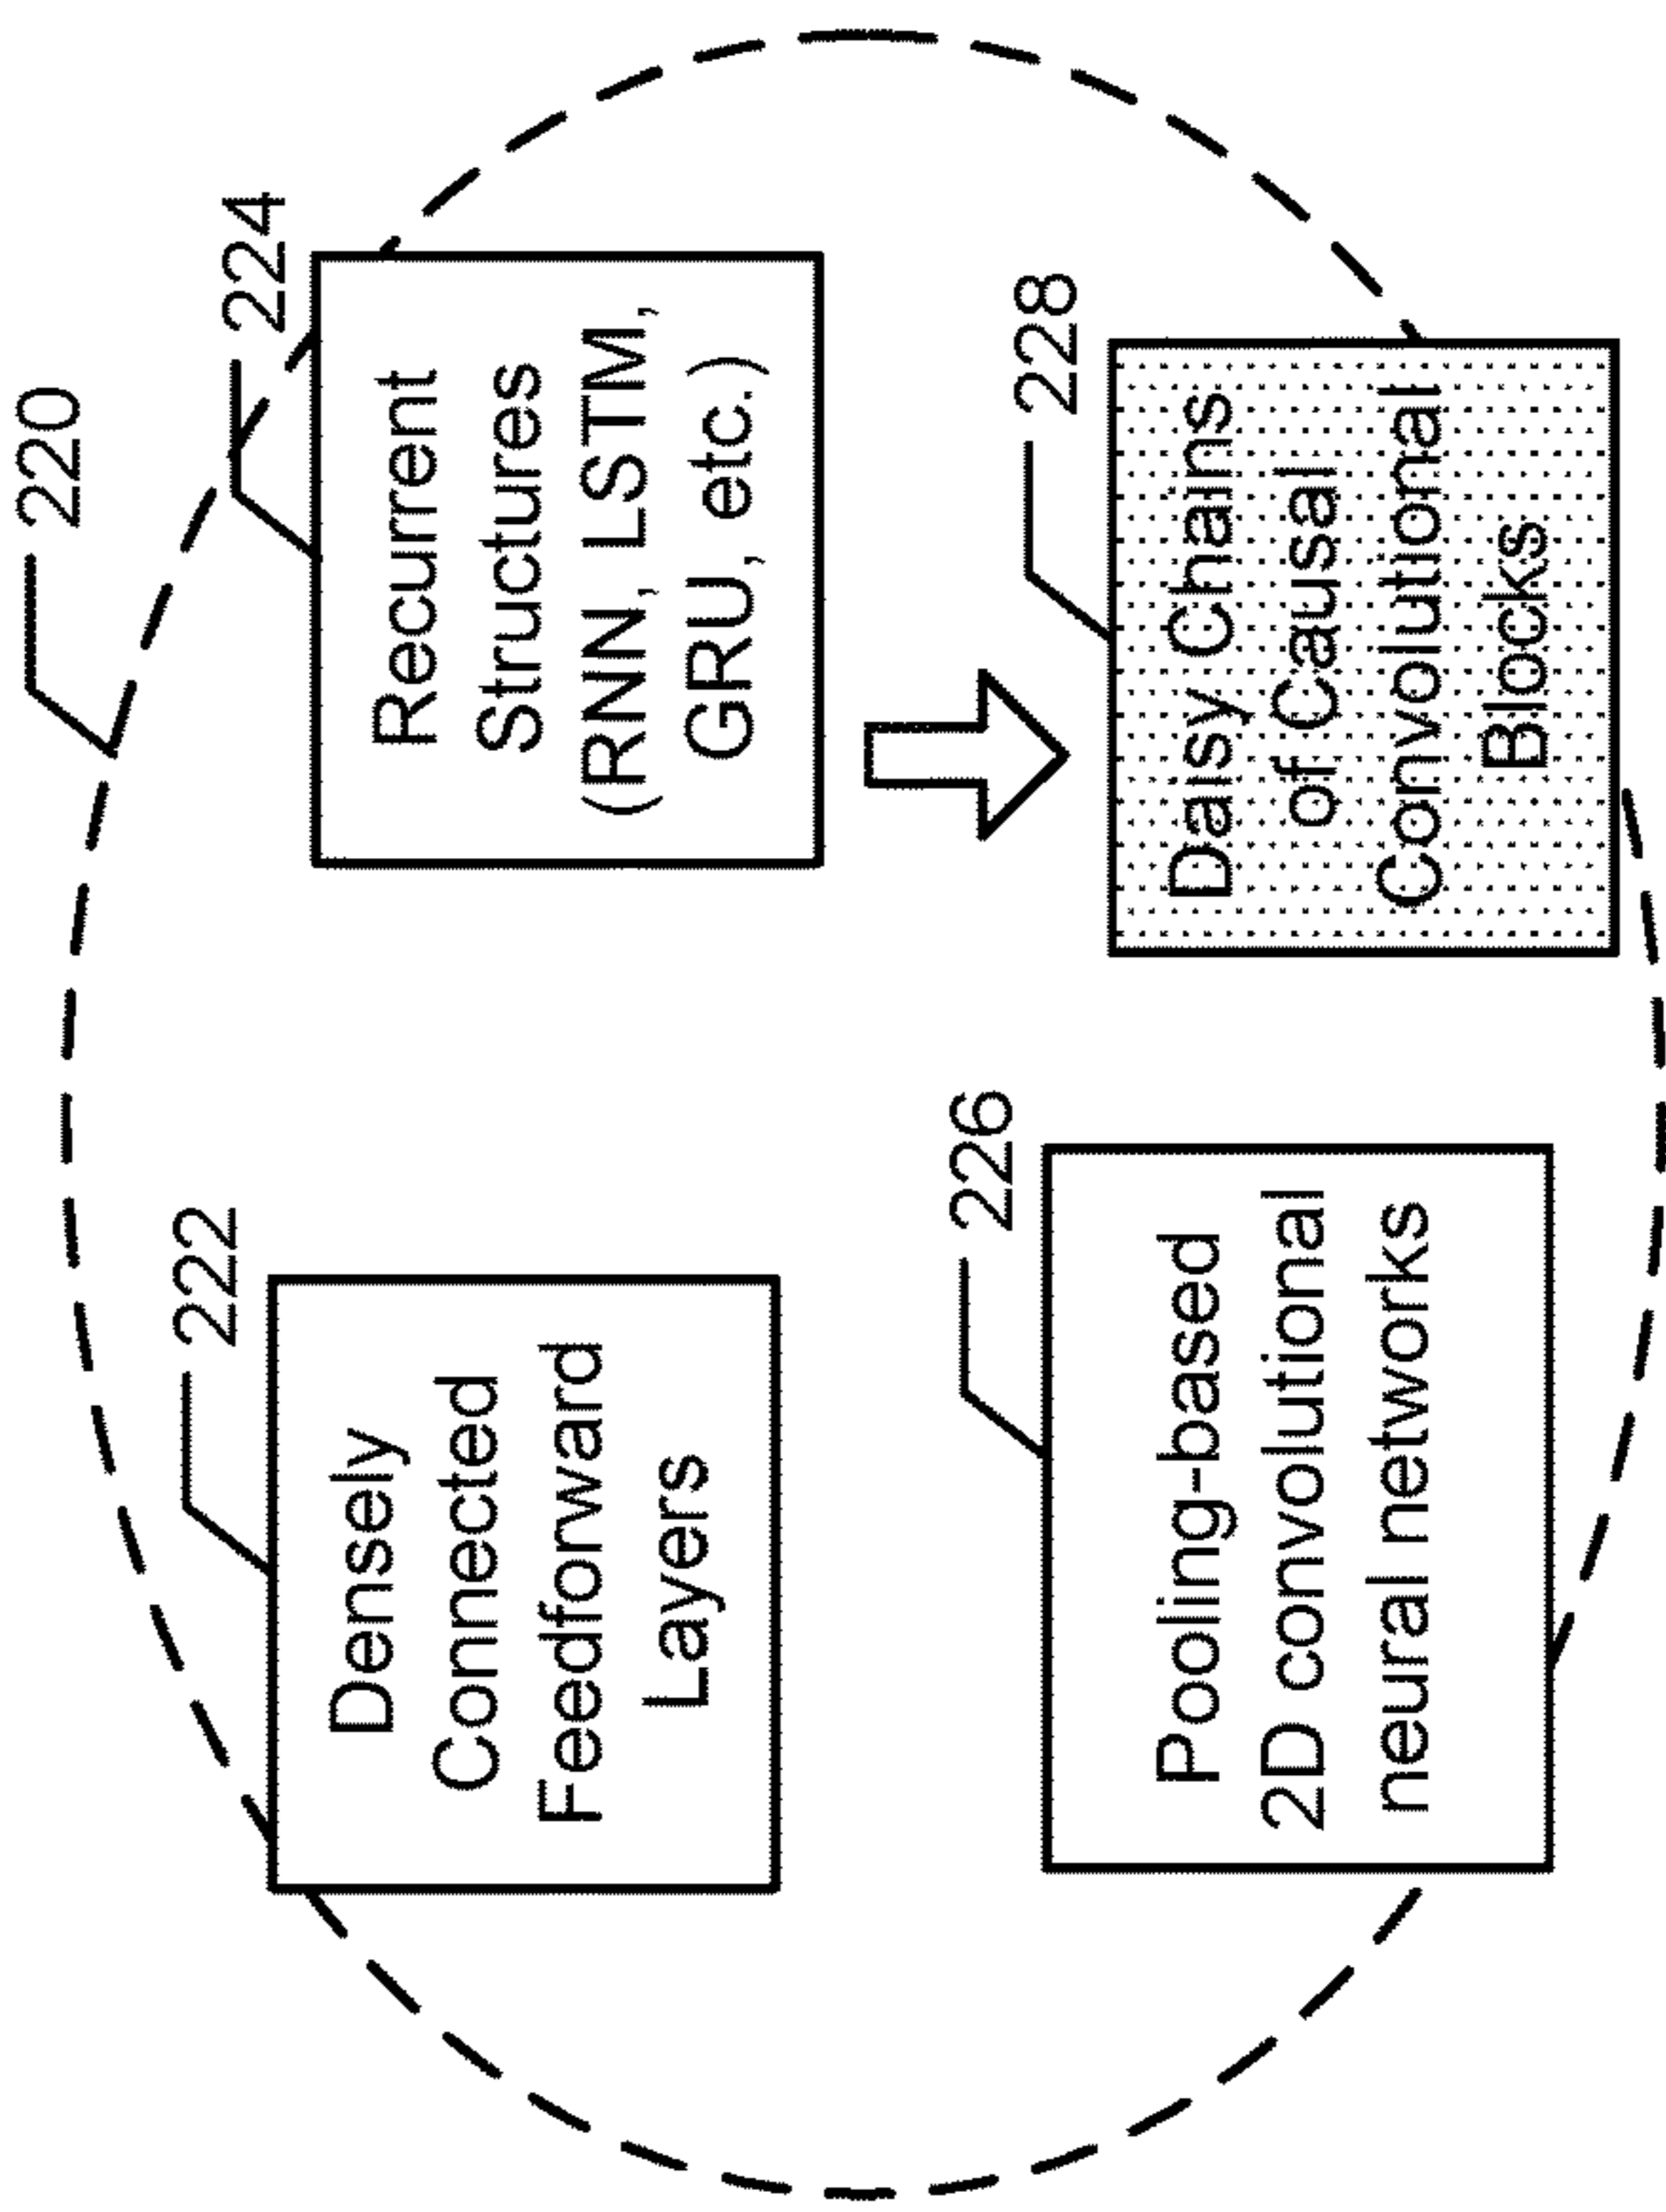 220
222
Densely
Connected
Feedforward
Layers
224
Recurrent
Structures
(RNN, LSTM,
GRU, etc.)
226
Pooling-based
2D convolutional
neural networks
228
Daisy Chains
of Causal
Convolutional
Blocks